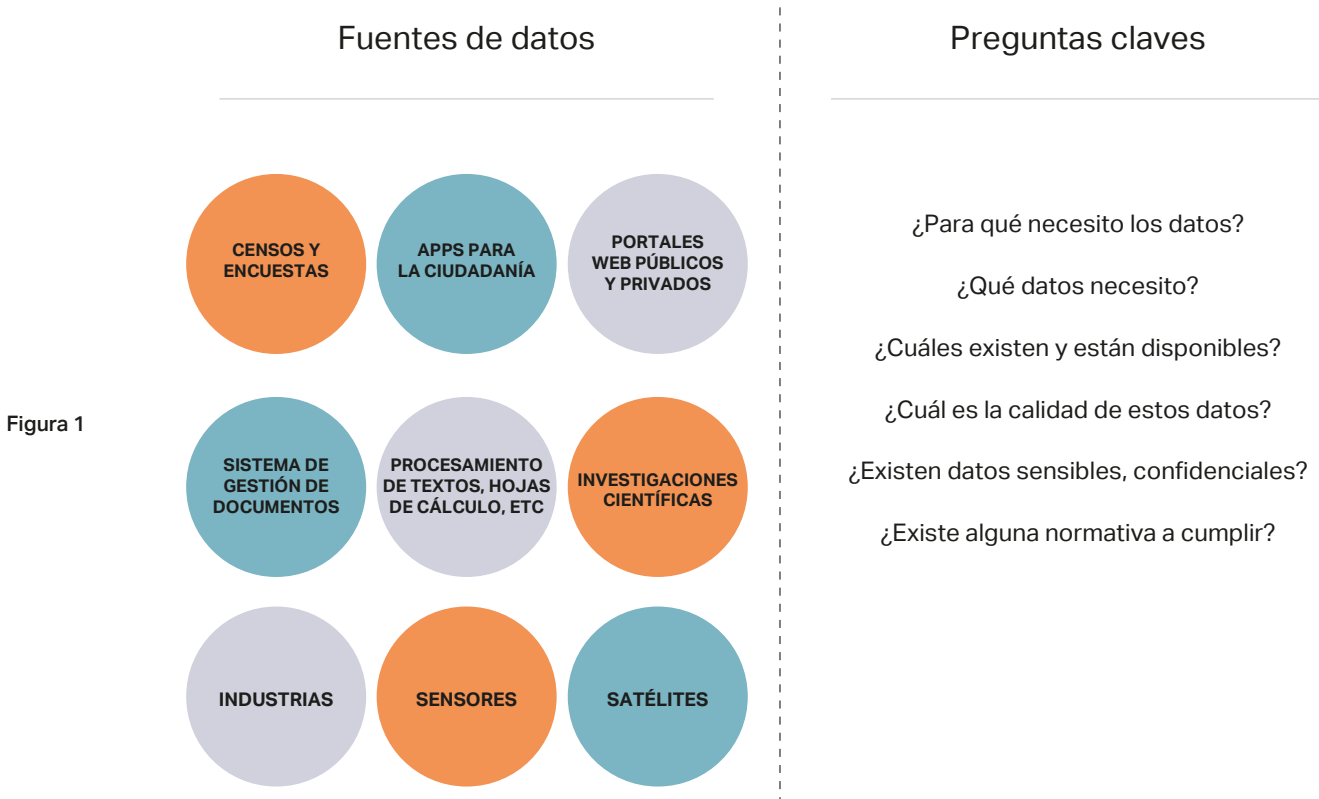 Fuentes de datos
Preguntas claves
CENSOS Y
ENCUESTAS
APPS PARA
LA CIUDADANÍA
PORTALES
WEB PÚBLICOS
Y PRIVADOS
SISTEMA DE
GESTIÓN DE
DOCUMENTOS
PROCESAMIENTO
DE TEXTOS, HOJAS
DE CÁLCULO, ETC
INVESTIGACIONES
CIENTÍFICAS
INDUSTRIAS
SENSORES
SATÉLITES
¿Para qué necesito los datos?
¿Qué datos necesito?
¿Cuáles existen y están disponibles?
¿Cuál es la calidad de estos datos?
¿Existen datos sensibles, confidenciales?
¿Existe alguna normativa a cumplir?
Figura 1